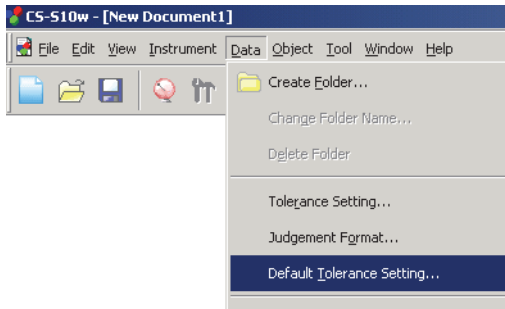 CS-S10w - [New Document1]
File Edit View Instrument Data Object Tool Window Help
Create Folder...
Change Folder Name...
Delete Folder
Tolerance Setting...
Judgement Format...
Default Tolerance Setting...